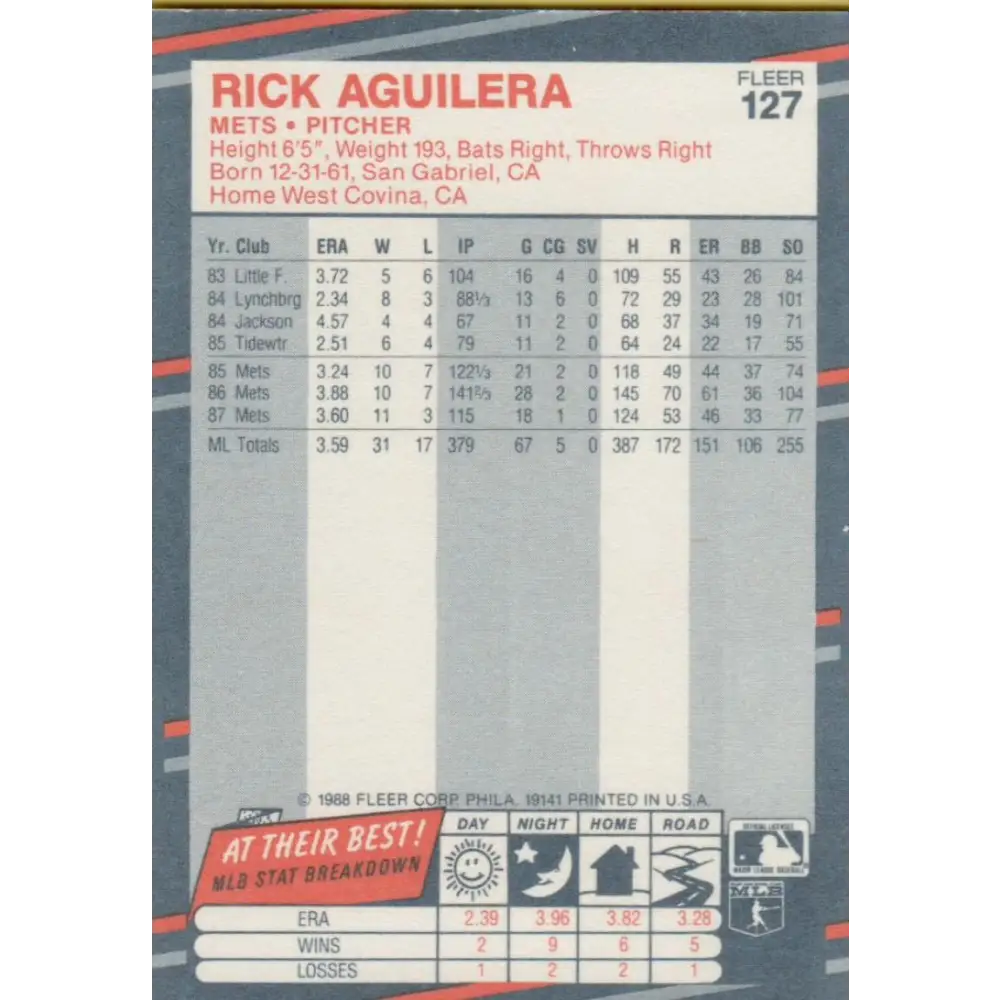 RICK AGUILERA
FLEER
127
METS • PITCHER
Height 6'5", Weight 193, Bats Right, Throws Right
Born 12-31-61, San Gabriel, CA
Home West Covina, CA
Yr. Club ERA W L IP G CG SV H R ER BB SO
83 Little F. 3.72 5 6 104 16 4 0 109 55 43 26 84
84 Lynchbrg 2.34 8 3 88⅓ 13 6 0 72 29 23 28 101
84 Jackson 4.57 4 4 67 11 2 0 68 37 34 19 71
85 Tidewtr 2.51 6 4 79 11 2 0 64 24 22 17 55
85 Mets 3.24 10 7 122⅓ 21 2 0 118 49 44 37 74
86 Mets 3.88 10 7 141⅔ 28 2 0 145 70 61 36 104
87 Mets 3.60 11 3 115 18 1 0 124 53 46 33 77
ML Totals 3.59 31 17 379 67 5 0 387 172 151 106 255
© 1988 FLEER CORP. PHILA. 19141 PRINTED IN U.S.A.
AT THEIR BEST!
MLB STAT BREAKDOWN
DAY NIGHT HOME ROAD
OFFICIAL LICENSEE
MAJOR LEAGUE BASEBALL
MLB
ERA 2.39 3.96 3.82 3.28
WINS 2 9 6 5
LOSSES 1 2 2 1